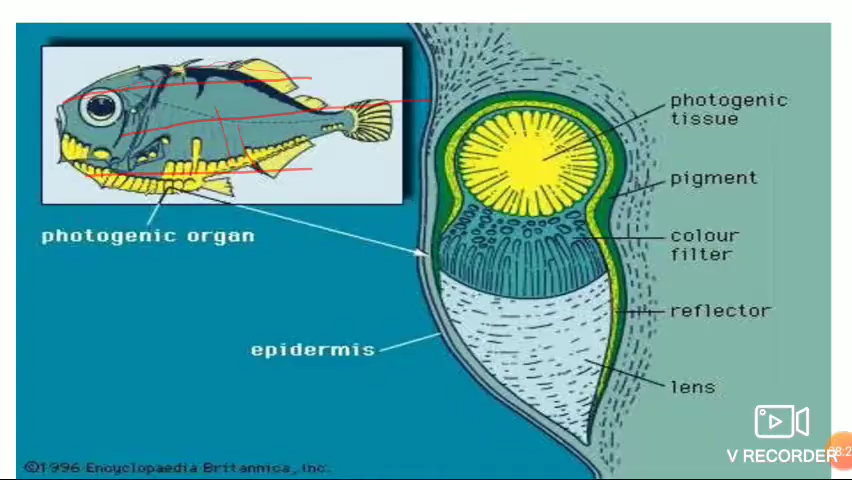 photogenic
tissue
pigment
photogenic organ
colour
filter
reflector
epidermis
lens
V RECORDER
©1996 Encyclopaedia Britannica, inc.